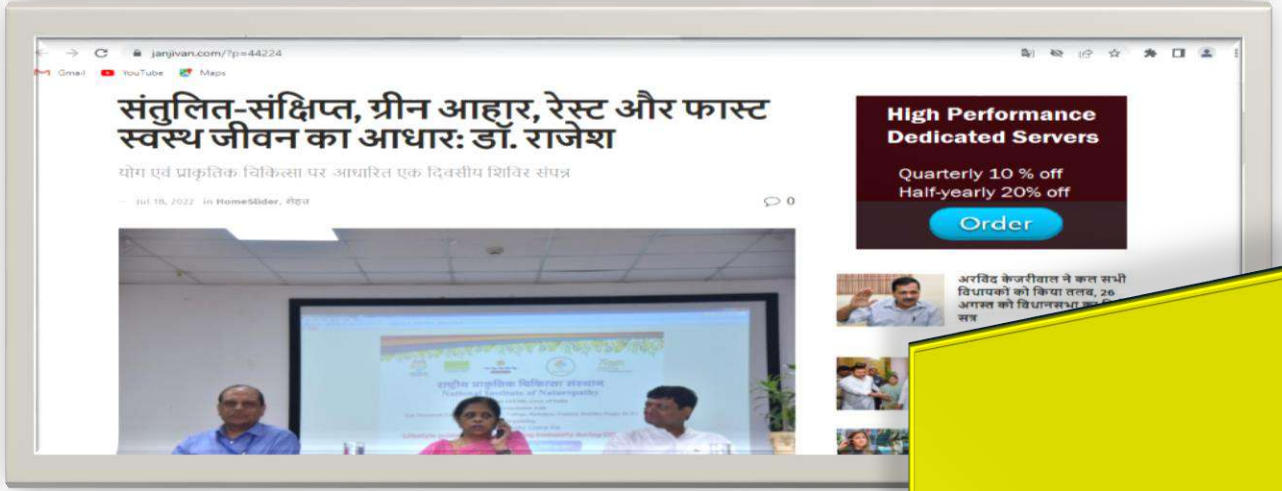 janjivan.com/?p=44224
Gmail YouTube Maps
संतुलित-संक्षिप्त, ग्रीन आहार, रेस्ट और फास्ट
स्वस्थ जीवन का आधार: डॉ. राजेश
योग एवं प्राकृतिक चिकित्सा पर आधारित एक दिवसीय शिविर संपन्न
Jul 18, 2022 in HomeSlider, सेहत
0
राष्ट्रीय प्राकृतिक चिकित्सा संस्थान
National Institute of Naturopathy
High Performance
Dedicated Servers
Quarterly 10 % off
Half-yearly 20% off
Order
अरविंद केजरीवाल ने कल सभी
विधायकों को किया तलब, 26
अगस्त को विधानसभा का
सत्र